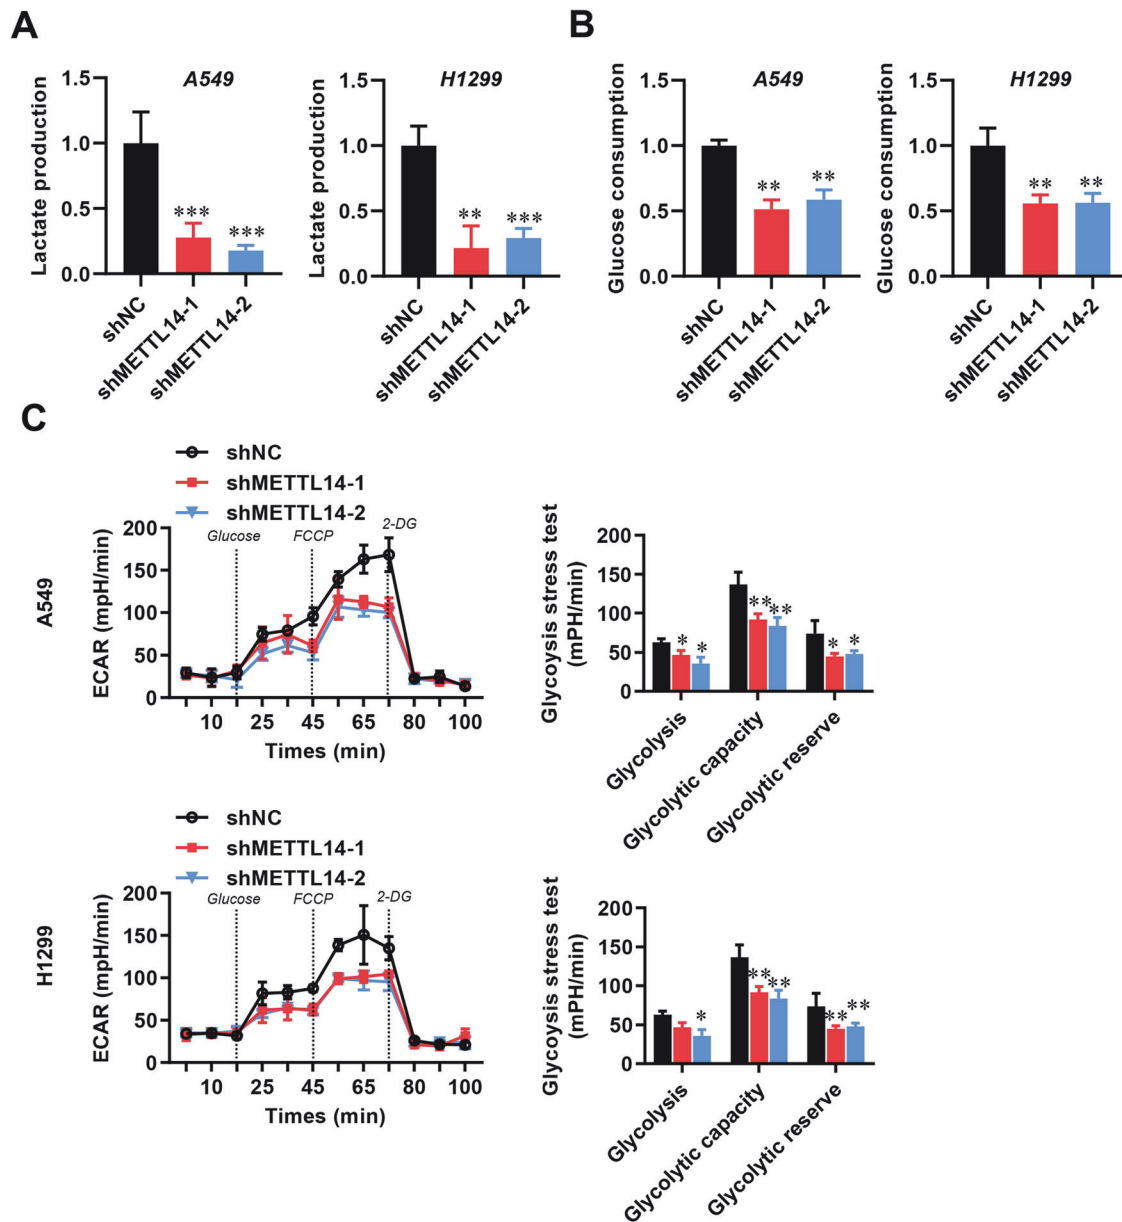 A
B
A549
H1299
A549
H1299
Lactate production
1.5
1.0
0.5
0.0
***
***
shNC
shMETTL14-1
shMETTL14-2
Lactate production
1.5
1.0
0.5
0.0
**
***
shNC
shMETTL14-1
shMETTL14-2
Glucose consumption
1.5
1.0
0.5
0.0
**
**
shNC
shMETTL14-1
shMETTL14-2
Glucose consumption
1.5
1.0
0.5
0.0
**
**
shNC
shMETTL14-1
shMETTL14-2
C
A549
shNC
shMETTL14-1
shMETTL14-2
Glucose
FCCP
2-DG
ECAR (mpH/min)
200
150
100
50
0
10 25 45 65 80 100
Times (min)
Glycoysis stress test
(mPH/min)
200
150
100
50
0
* *
** **
* *
Glycolysis
Glycolytic capacity
Glycolytic reserve
H1299
shNC
shMETTL14-1
shMETTL14-2
Glucose
FCCP
2-DG
ECAR (mpH/min)
200
150
100
50
0
10 25 45 65 80 100
Times (min)
Glycoysis stress test
(mPH/min)
200
150
100
50
0
*
** **
** **
Glycolysis
Glycolytic capacity
Glycolytic reserve